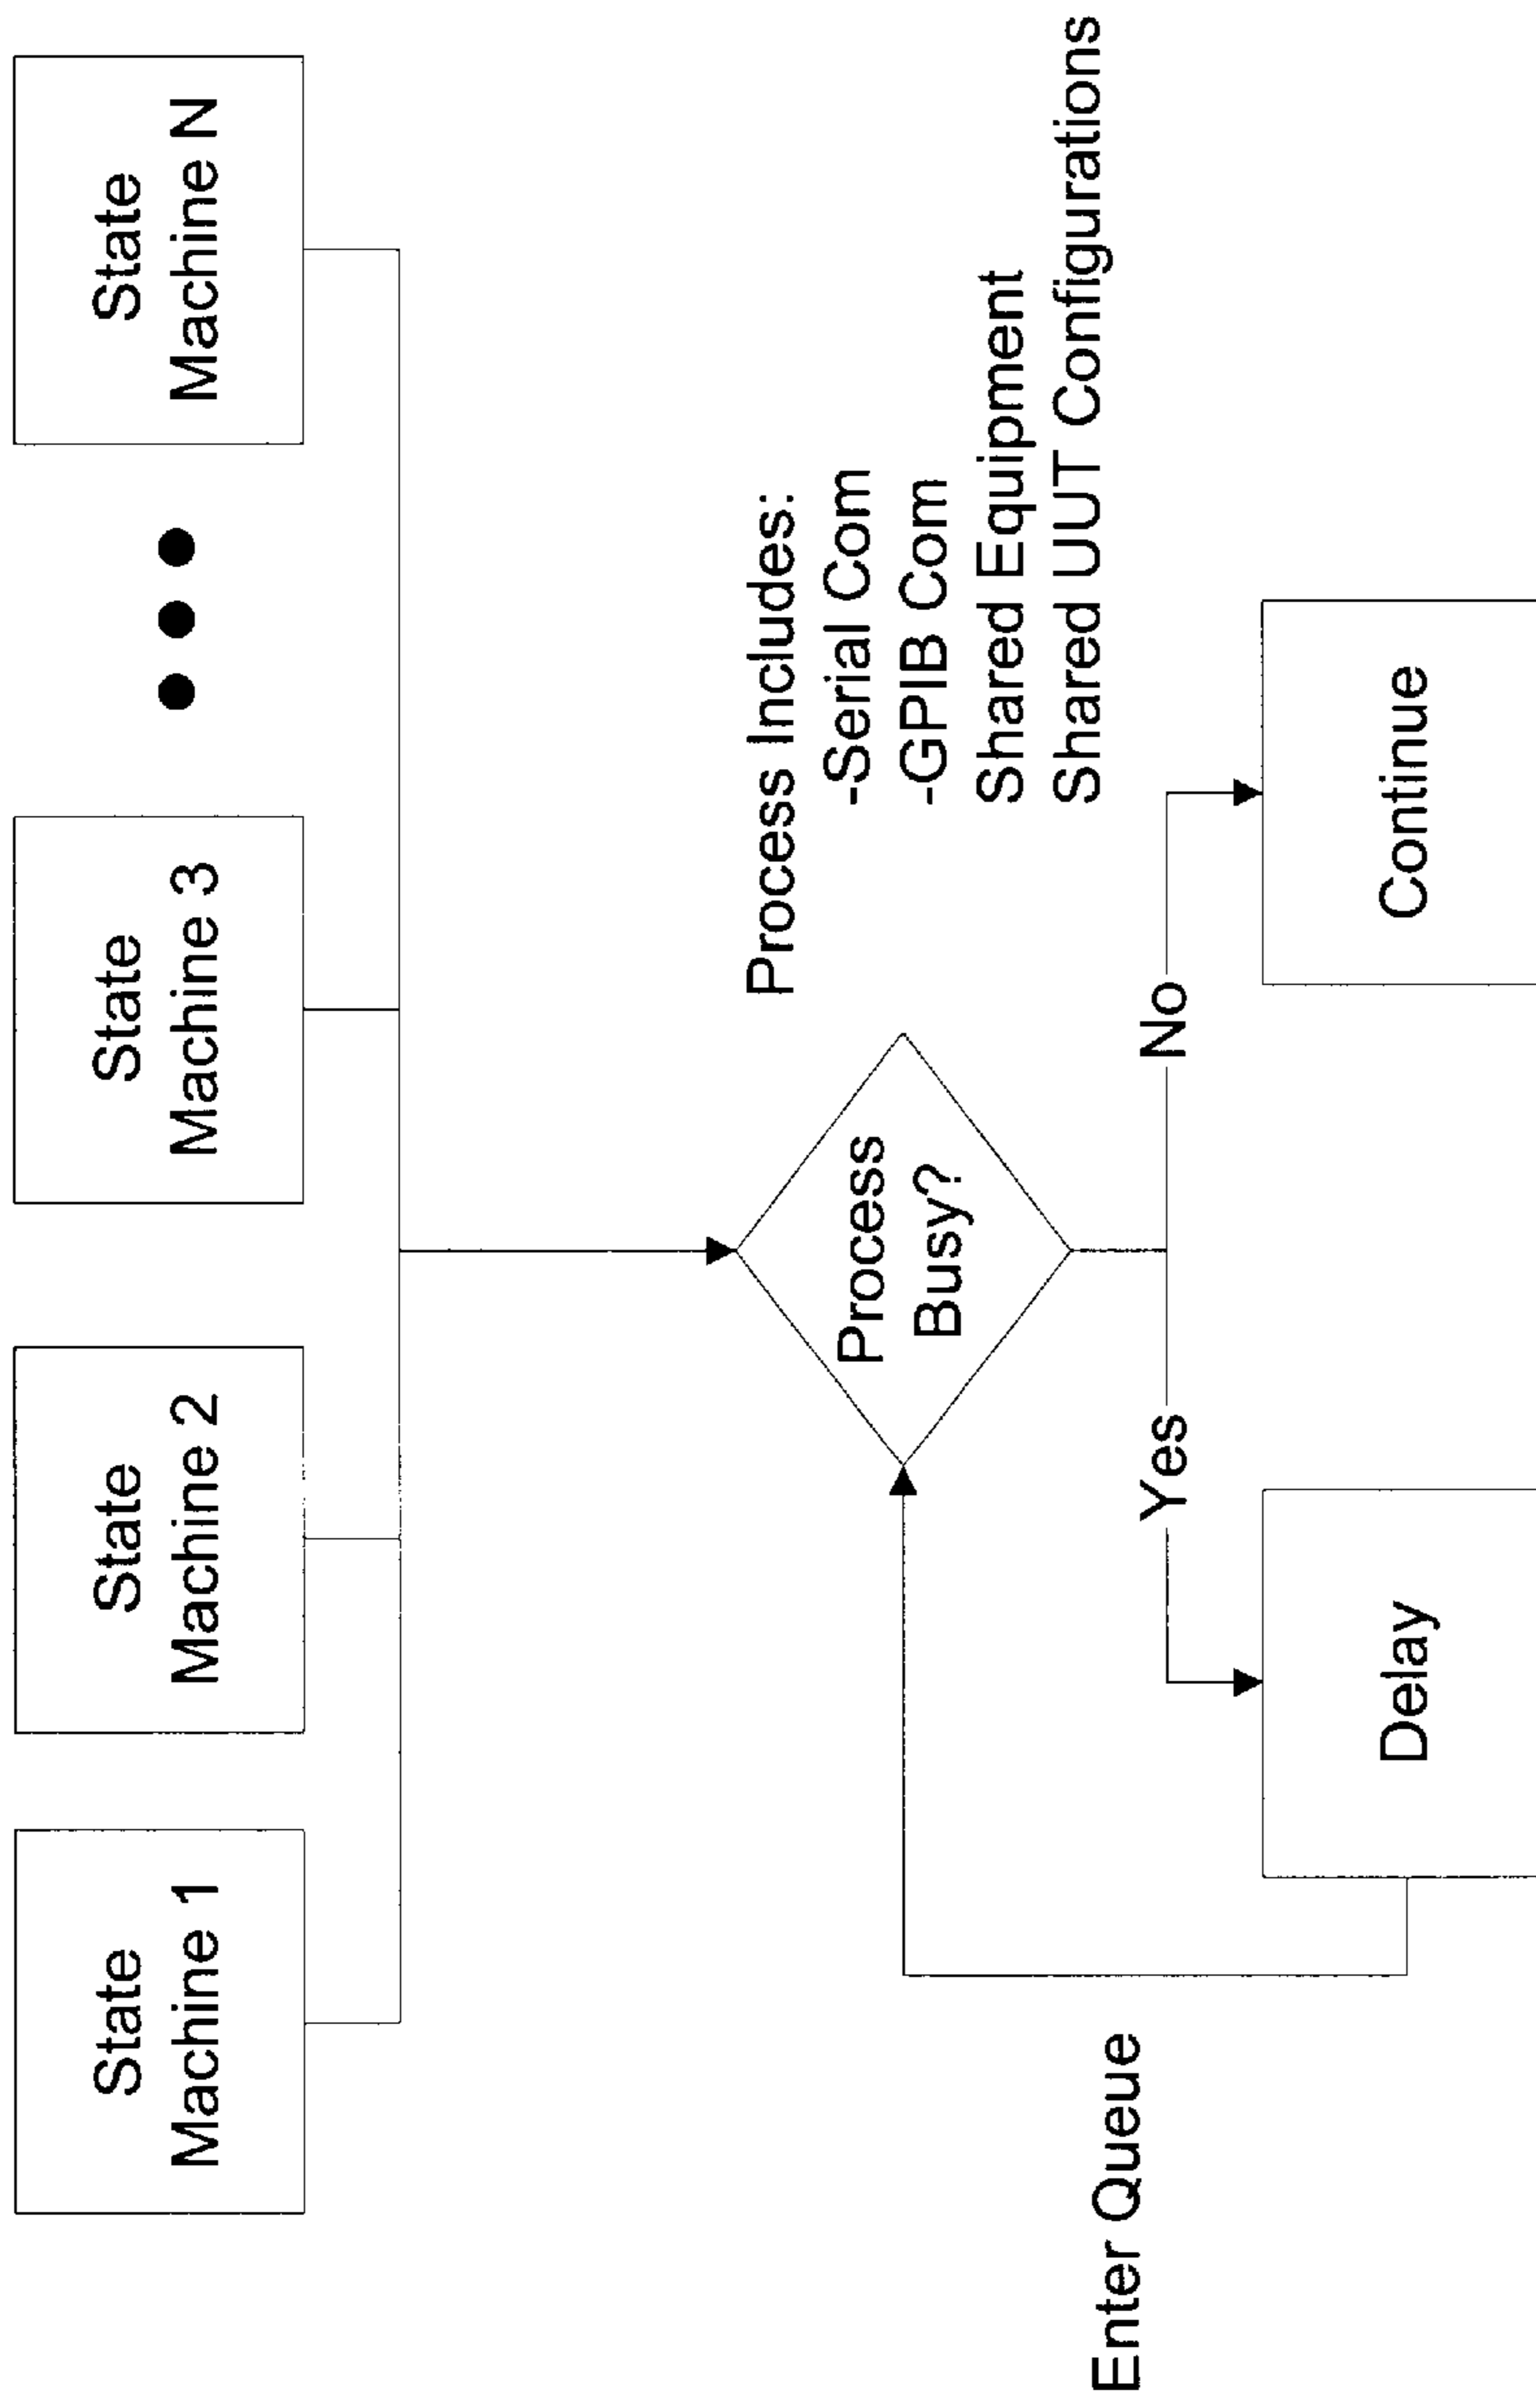 State
Machine 1
State
Machine 2
State
Machine 3
State
Machine N
Process Includes:
-Serial Com
-GPIB Com
Shared Equipment
Shared UUT Configurations
Process
Busy?
Yes
No
Enter Queue
Delay
Continue